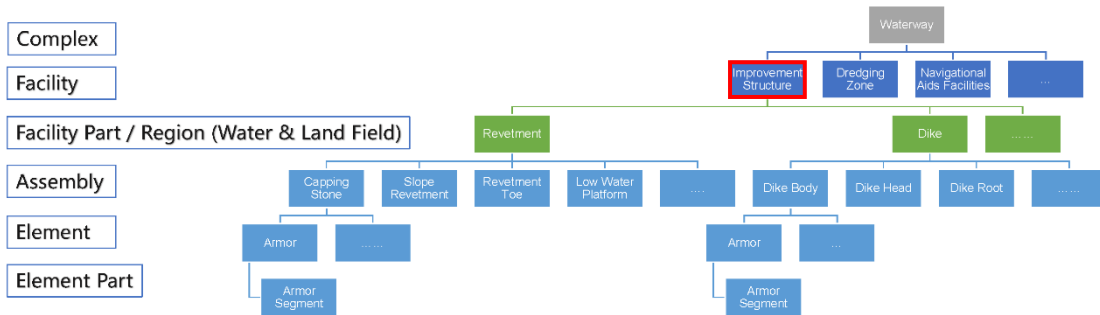 Complex
Waterway
Facility
Improvement
Structure
Dredging
Zone
Navigational
Aids Facilities
...
Facility Part / Region (Water & Land Field)
Revetment
Dike
... ...
Assembly
Capping
Stone
Slope
Revetment
Revetment
Toe
Low Water
Platform
....
Dike Body
Dike Head
Dike Root
... ...
Element
Armor
... ...
Armor
...
Element Part
Armor
Segment
Armor
Segment